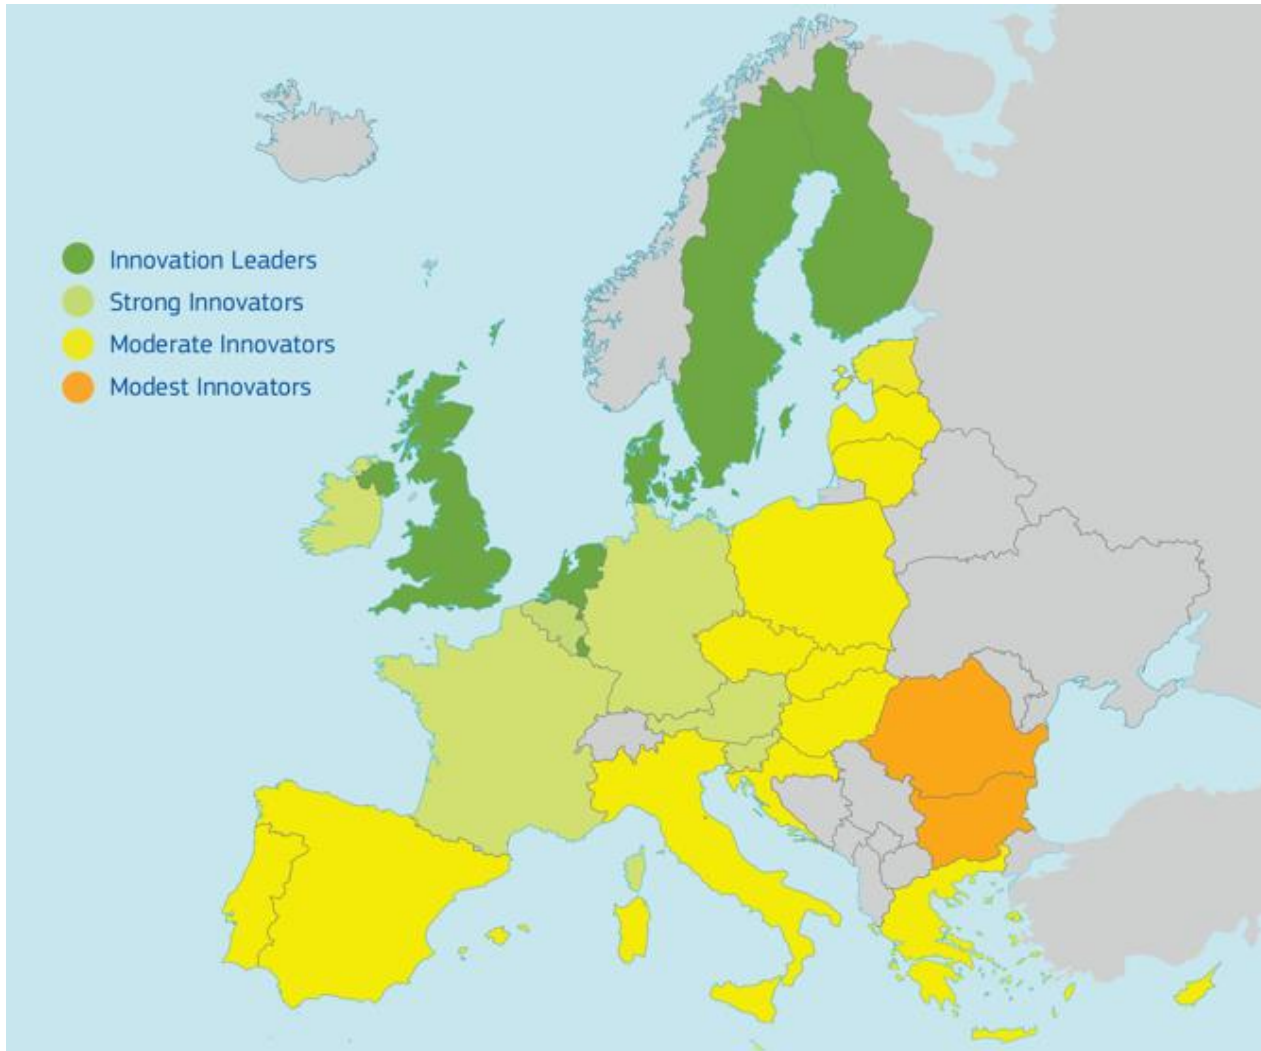 Innovation Leaders
Strong Innovators
Moderate Innovators
Modest Innovators